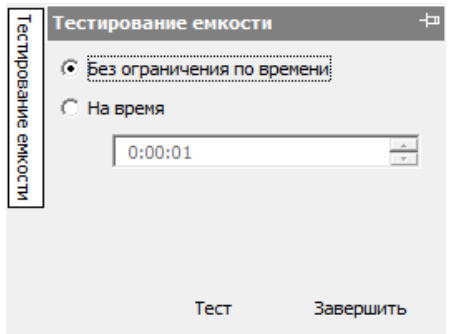 Тестирование емкости
Тестирование емкости
Без ограничения по времени
На время
0:00:01
Тест Завершить